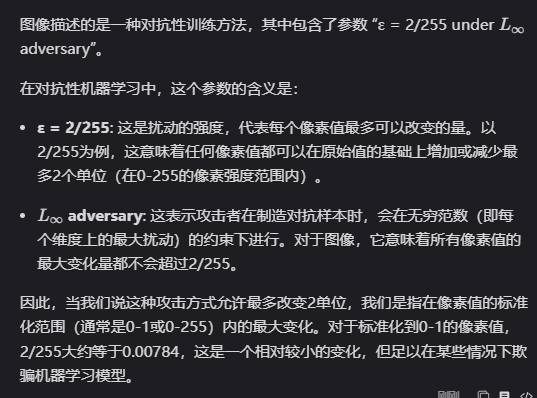 图像描述的是一种对抗性训练方法，其中包含了参数 “ε = 2/255 under L∞
adversary”。
在对抗性机器学习中，这个参数的含义是：
• ε = 2/255: 这是扰动的强度，代表每个像素值最多可以改变的量。以
2/255为例，这意味着任何像素值都可以在原始值的基础上增加或减少最
多2个单位（在0-255的像素强度范围内）。
• L∞ adversary: 这表示攻击者在制造对抗样本时，会在无穷范数（即每
个维度上的最大扰动）的约束下进行。对于图像，它意味着所有像素值的
最大变化量都不会超过2/255。
因此，当我们说这种攻击方式允许最多改变2单位，我们是指在像素值的标准
化范围（通常是0-1或0-255）内的最大变化。对于标准化到0-1的像素值，
2/255大约等于0.00784，这是一个相对较小的变化，但足以在某些情况下欺
骗机器学习模型。